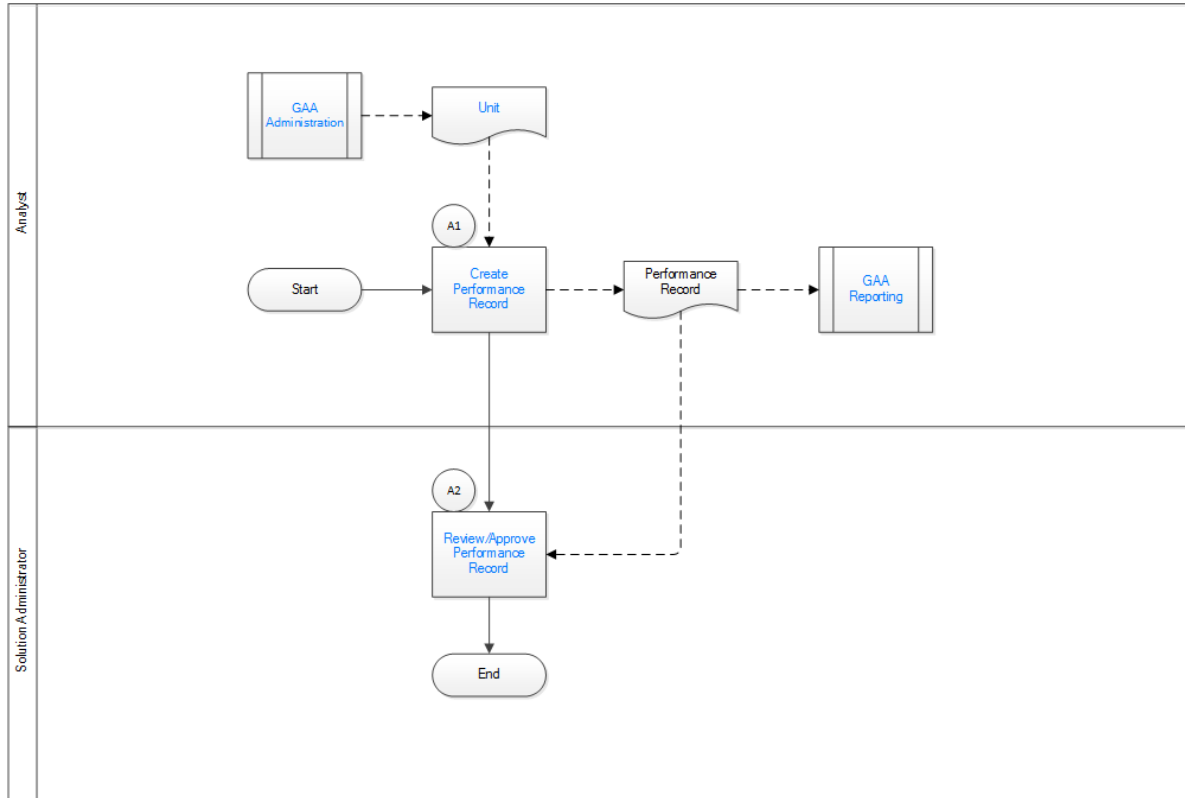 Analyst
GAA
Administration
Unit
A1
Start
Create
Performance
Record
Performance
Record
GAA
Reporting
Solution Administrator
A2
Review/Approve
Performance
Record
End